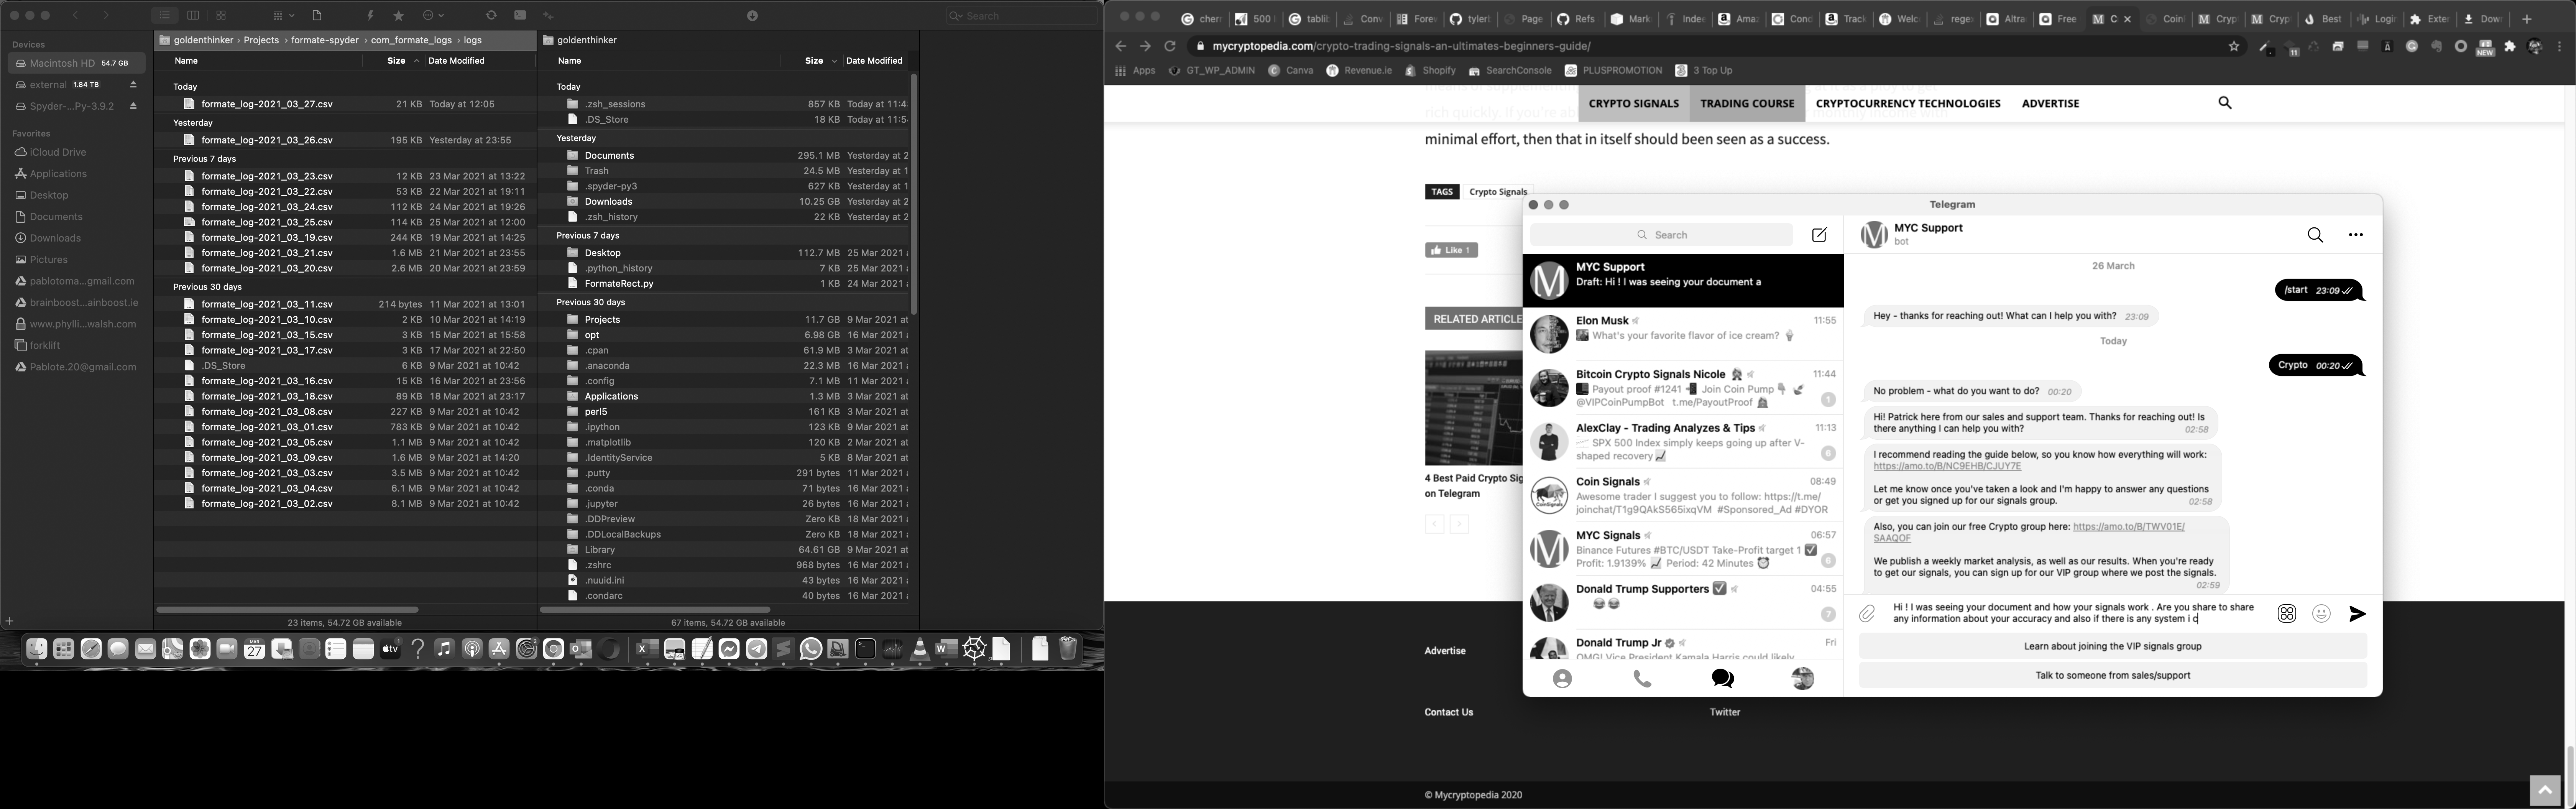 goldenthinker › Projects › formate-spyder › com_formate_logs › logs
goldenthinker
Search
Devices
Macintosh HD 54.7 GB
external 1.84 TB
Spyder-...Py-3.9.2
Favorites
iCloud Drive
Applications
Desktop
Documents
Downloads
Pictures
pablotoma...gmail.com
brainboost...ainboost.ie
www.phylli...walsh.com
forklift
Pablote.20@gmail.com
Name Size Date Modified
Today
formate_log-2021_03_27.csv 21 KB Today at 12:05
Yesterday
formate_log-2021_03_26.csv 195 KB Yesterday at 23:55
Previous 7 days
formate_log-2021_03_23.csv 12 KB 23 Mar 2021 at 13:22
formate_log-2021_03_22.csv 53 KB 22 Mar 2021 at 19:11
formate_log-2021_03_24.csv 112 KB 24 Mar 2021 at 19:26
formate_log-2021_03_25.csv 114 KB 25 Mar 2021 at 12:00
formate_log-2021_03_19.csv 244 KB 19 Mar 2021 at 14:25
formate_log-2021_03_21.csv 1.6 MB 21 Mar 2021 at 23:55
formate_log-2021_03_20.csv 2.6 MB 20 Mar 2021 at 23:59
Previous 30 days
formate_log-2021_03_11.csv 214 bytes 11 Mar 2021 at 13:01
formate_log-2021_03_10.csv 2 KB 10 Mar 2021 at 14:19
formate_log-2021_03_15.csv 3 KB 15 Mar 2021 at 15:58
formate_log-2021_03_17.csv 3 KB 17 Mar 2021 at 22:50
.DS_Store 6 KB 9 Mar 2021 at 10:42
formate_log-2021_03_16.csv 15 KB 16 Mar 2021 at 23:56
formate_log-2021_03_18.csv 89 KB 18 Mar 2021 at 23:17
formate_log-2021_03_08.csv 227 KB 9 Mar 2021 at 10:42
formate_log-2021_03_01.csv 783 KB 9 Mar 2021 at 10:42
formate_log-2021_03_05.csv 1.1 MB 9 Mar 2021 at 10:42
formate_log-2021_03_09.csv 1.6 MB 9 Mar 2021 at 14:20
formate_log-2021_03_03.csv 3.5 MB 9 Mar 2021 at 10:42
formate_log-2021_03_04.csv 6.1 MB 9 Mar 2021 at 10:42
formate_log-2021_03_02.csv 8.1 MB 9 Mar 2021 at 10:42
23 items, 54.72 GB available
Name Size Date Modified
Today
.zsh_sessions 857 KB Today at 11:4
.DS_Store 18 KB Today at 11:5
Yesterday
Documents 295.1 MB Yesterday at 2
Trash 24.5 MB Yesterday at 1
.spyder-py3 627 KB Yesterday at 1
Downloads 10.25 GB Yesterday at 2
.zsh_history 22 KB Yesterday at 2
Previous 7 days
Desktop 112.7 MB 25 Mar 2021
.python_history 7 KB 25 Mar 2021
FormateRect.py 1 KB 24 Mar 2021
Previous 30 days
Projects 11.7 GB 9 Mar 2021 at
opt 6.98 GB 16 Mar 2021
.cpan 61.9 MB 3 Mar 2021 at
.anaconda 22.3 MB 16 Mar 2021
.config 7.1 MB 11 Mar 2021
Applications 1.3 MB 3 Mar 2021 at
perl5 161 KB 3 Mar 2021 at
.ipython 123 KB 9 Mar 2021 at
.matplotlib 120 KB 2 Mar 2021 at
.IdentityService 5 KB 8 Mar 2021 at
.putty 291 bytes 11 Mar 2021
.conda 71 bytes 16 Mar 2021
.jupyter 26 bytes 16 Mar 2021
.DDPreview Zero KB 18 Mar 2021
.DDLocalBackups Zero KB 18 Mar 2021
Library 64.61 GB 9 Mar 2021 at
.zshrc 968 bytes 16 Mar 2021
.nuuid.ini 43 bytes 16 Mar 2021
.condarc 40 bytes 16 Mar 2021
67 items, 54.72 GB available
MAR
27
tv
cherr 500 tablib Conv Forev tyler Page Refs Mark Inde Ama Cond Track Welc rege Altra Free C Coin Cryp Cryp Best Logi Exter Dow
mycryptopedia.com/crypto-trading-signals-an-ultimates-beginners-guide/
11 NEW
Apps GT_WP_ADMIN Canva Revenue.ie Shopify SearchConsole PLUSPROMOTION 3 Top Up
CRYPTO SIGNALS TRADING COURSE CRYPTOCURRENCY TECHNOLOGIES ADVERTISE
minimal effort, then that in itself should been seen as a success.
TAGS Crypto Signals
Like 1
RELATED ARTICLE
4 Best Paid Crypto Sig
on Telegram
Advertise
Contact Us
Twitter
© Mycryptopedia 2020
Telegram
Search
MYC Support
Draft: Hi ! I was seeing your document a
Elon Musk 11:55
What's your favorite flavor of ice cream?
Bitcoin Crypto Signals Nicole 11:44
Payout proof #1241 Join Coin Pump
@VIPCoinPumpBot t.me/PayoutProof 1
AlexClay - Trading Analyzes & Tips 11:13
SPX 500 Index simply keeps going up after V-
shaped recovery 6
Coin Signals 08:49
Awesome trader I suggest you to follow: https://t.me/
joinchat/T1g9QAkS565ixqVM #Sponsored_Ad #DYOR
MYC Signals 06:57
Binance Futures #BTC/USDT Take-Profit target 1
Profit: 1.9139% Period: 42 Minutes 6
Donald Trump Supporters 04:55
7
Donald Trump Jr Fri
OMG! Vice President Kamala Harris could likely
MYC Support
bot
26 March
/start 23:09
Hey - thanks for reaching out! What can I help you with? 23:09
Today
Crypto 00:20
No problem - what do you want to do? 00:20
Hi! Patrick here from our sales and support team. Thanks for reaching out! Is
there anything I can help you with? 02:58
I recommend reading the guide below, so you know how everything will work:
https://amo.to/B/NC9EHB/CJUY7E
Let me know once you've taken a look and I'm happy to answer any questions
or get you signed up for our signals group. 02:58
Also, you can join our free Crypto group here: https://amo.to/B/TWV01E/
SAAQOF
We publish a weekly market analysis, as well as our results. When you're ready
to get our signals, you can sign up for our VIP group where we post the signals.
02:59
Hi ! I was seeing your document and how your signals work . Are you share to share
any information about your accuracy and also if there is any system i c
Learn about joining the VIP signals group
Talk to someone from sales/support